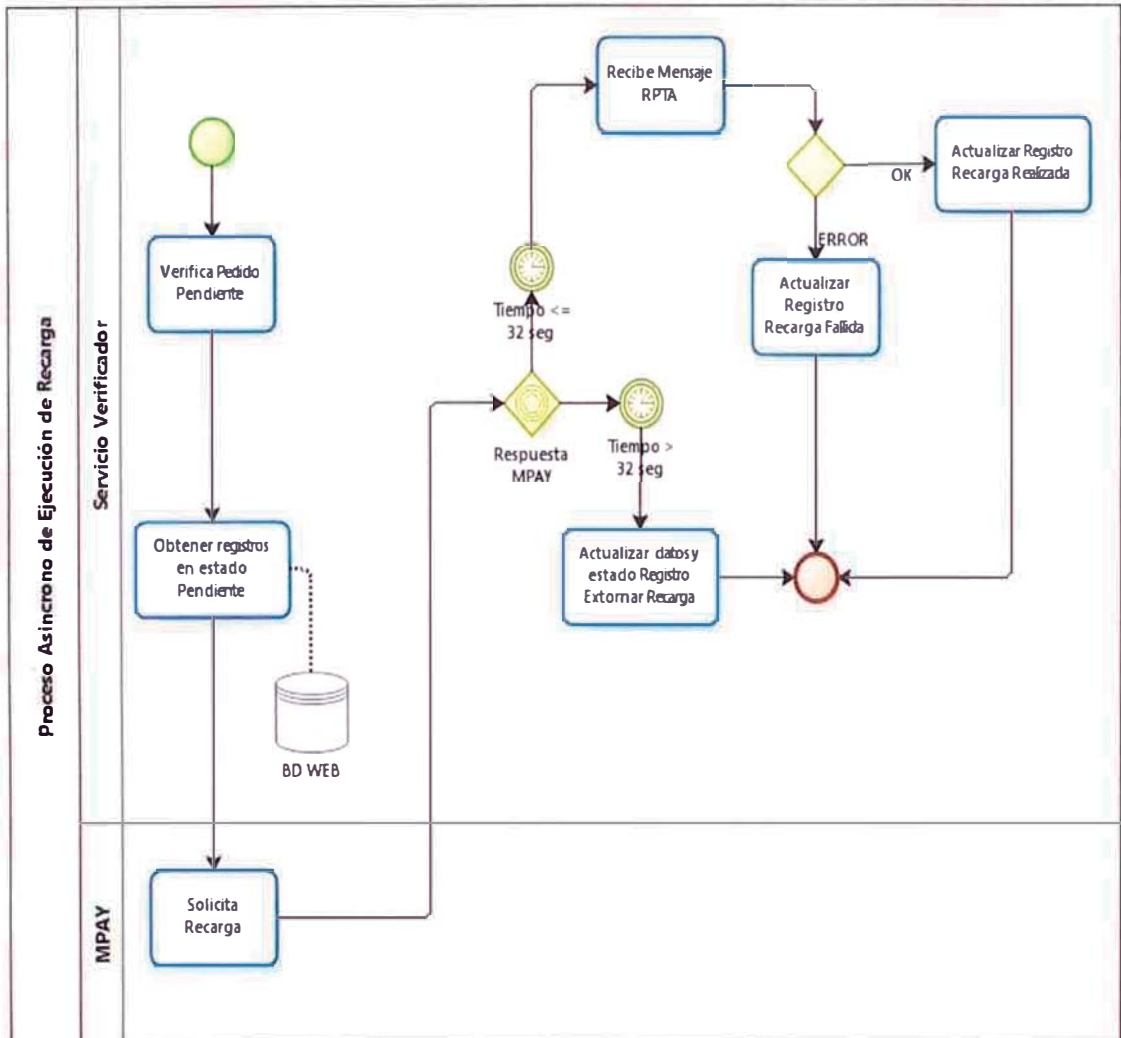 Proceso Asincrono de Ejecución de Recarga
Servicio Verificador
MPAY
Verifica Pedido
Pendiente
Obtener registros
en estado
Pendiente
BD WEB
Solicita
Recarga
Respuesta
MPAY
Tiempo <=
32 seg
Tiempo >
32 seg
Recibe Mensaje
RPTA
OK
ERROR
Actualizar Registro
Recarga Realizada
Actualizar
Registro
Recarga Fallida
Actualizar datos y
estado Registro
Extornar Recarga